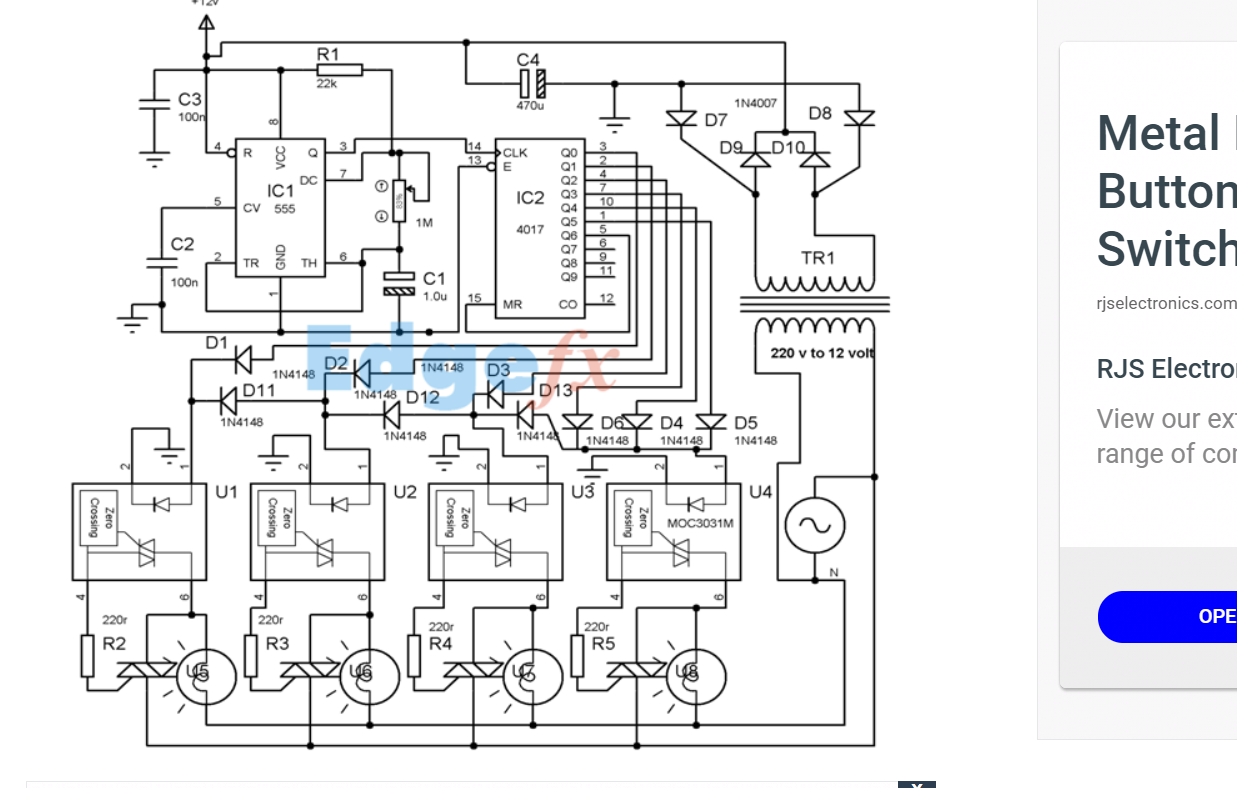 +12v
R1
22k
C4
470u
1N4007
C3
100n
D7
D8
D9
D10
8
4
R
VCC
Q
3
14
CLK
Q0
3
13
E
Q1
2
DC
7
Q2
4
IC1
555
Q3
7
IC2
4017
5
CV
Q4
10
Q5
1
83%
1M
Q6
5
Q7
6
Q8
9
Q9
11
C2
100n
2
TR
GND
TH
6
C1
1.0u
TR1
1
15
MR
CO
12
Edgefx
220 v to 12 volt
D1
1N4148
D2
1N4148
1N4148
D3
D11
1N4148
D12
1N4148
D13
1N4148
D6
1N4148
D4
1N4148
D5
1N4148
2
1
2
1
2
1
2
1
U1
U2
U3
U4
Zero
Crossing
Zero
Crossing
Zero
Crossing
Zero
Crossing
MOC3031M
N
4
6
4
6
4
6
4
6
220r
R2
220r
R3
220r
R4
220r
R5
U5
U6
U7
U8
Metal
Button
Switch
rjselectronics.com
RJS Electro
View our ext
range of co
OPE
X